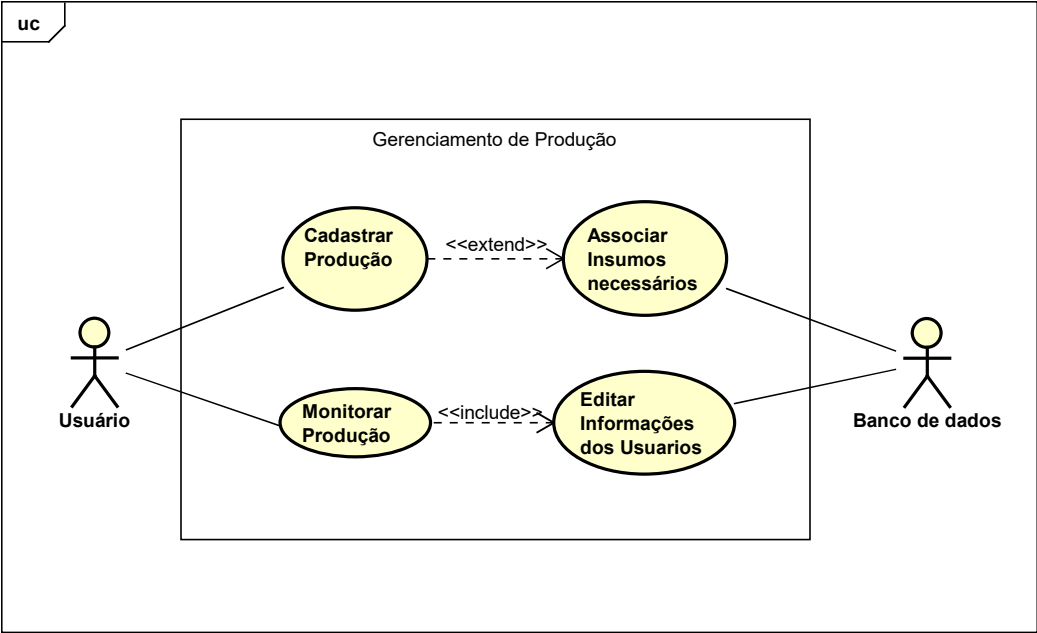 uc
Gerenciamento de Produção
Cadastrar
Produção
<<extend>>
Associar
Insumos
necessários
Usuário
Monitorar
Produção
<<include>>
Editar
Informações
dos Usuarios
Banco de dados